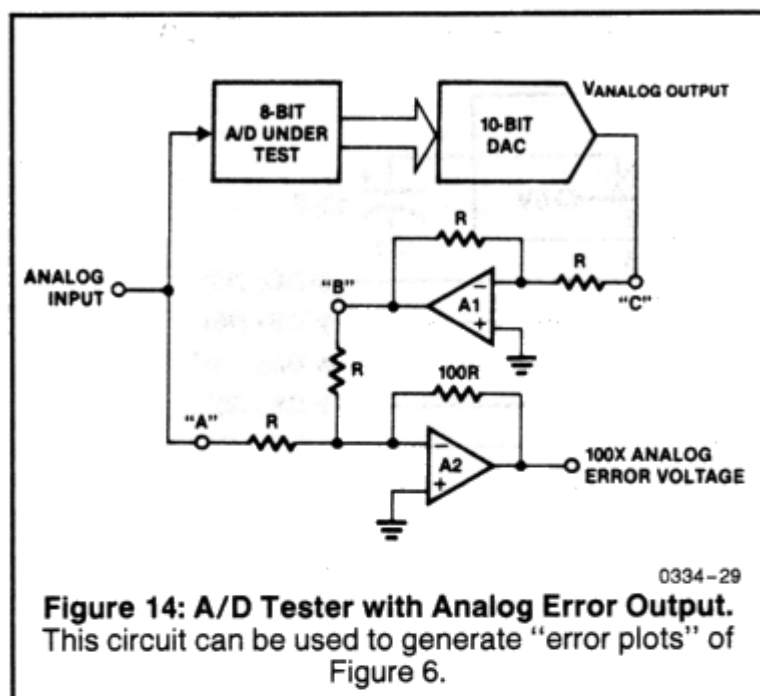 8-BIT
A/D UNDER
TEST
10-BIT
DAC
VANALOG OUTPUT
R
R
ANALOG
INPUT
"B"
A1
−
+
"C"
R
100R
"A"
R
−
A2
+
100X ANALOG
ERROR VOLTAGE
0334–29
Figure 14: A/D Tester with Analog Error Output.
This circuit can be used to generate "error plots" of
Figure 6.